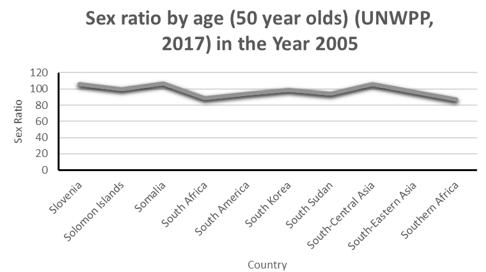 Sex ratio by age (50 year olds) (UNWPP,
2017) in the Year 2005
120
100
80
60
40
20
0
Sex Ratio
Slovenia
Solomon Islands
Somalia
South Africa
South America
South Korea
South Sudan
South-Central Asia
South-Eastern Asia
Southern Africa
Country